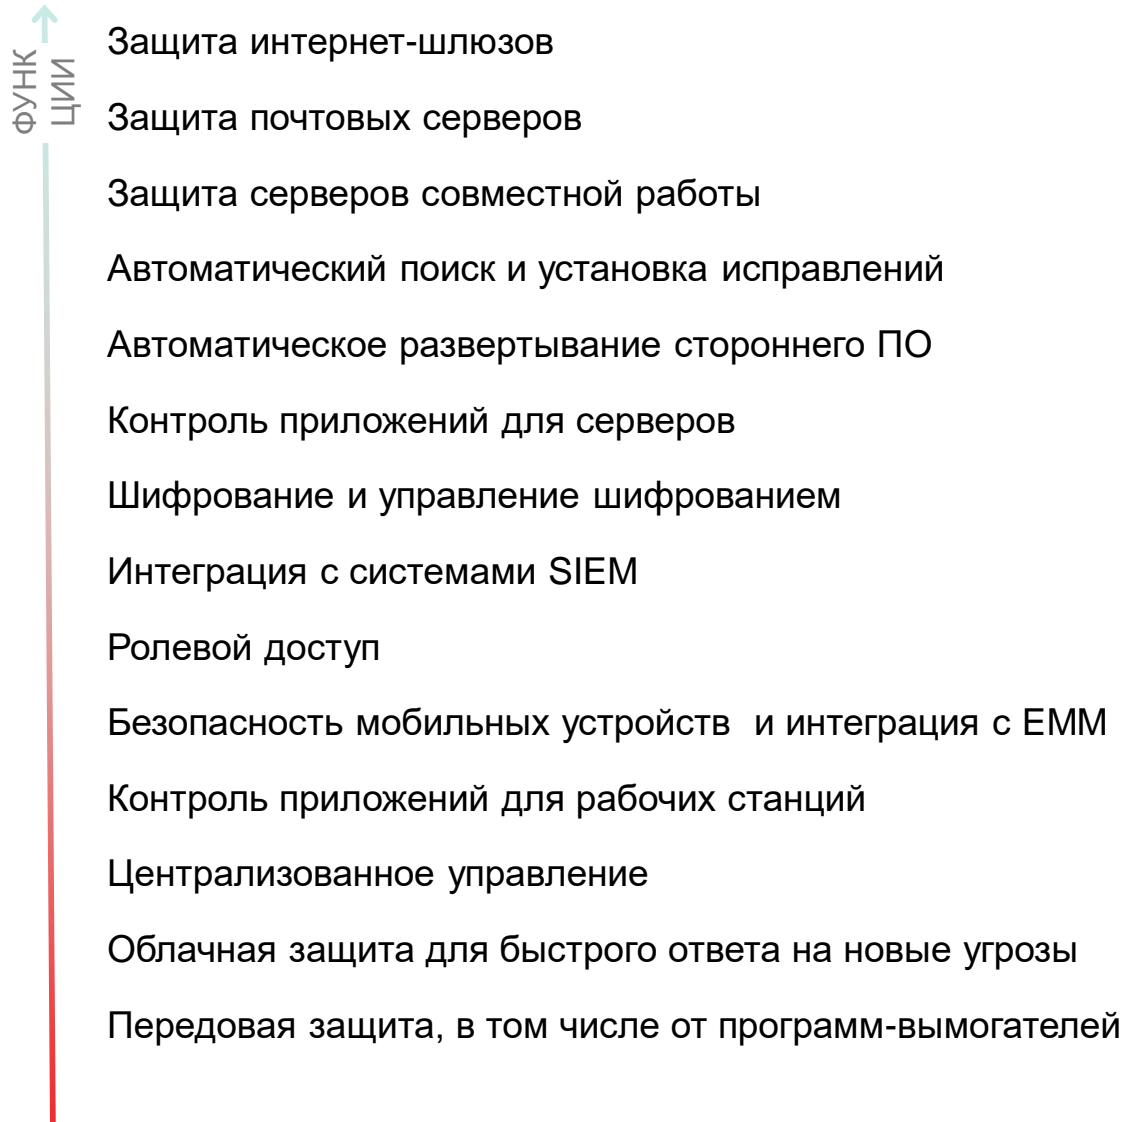 ФУНК
ЦИИ
Защита интернет-шлюзов
Защита почтовых серверов
Защита серверов совместной работы
Автоматический поиск и установка исправлений
Автоматическое развертывание стороннего ПО
Контроль приложений для серверов
Шифрование и управление шифрованием
Интеграция с системами SIEM
Ролевой доступ
Безопасность мобильных устройств  и интеграция с EMM
Контроль приложений для рабочих станций
Централизованное управление
Облачная защита для быстрого ответа на новые угрозы
Передовая защита, в том числе от программ-вымогателей